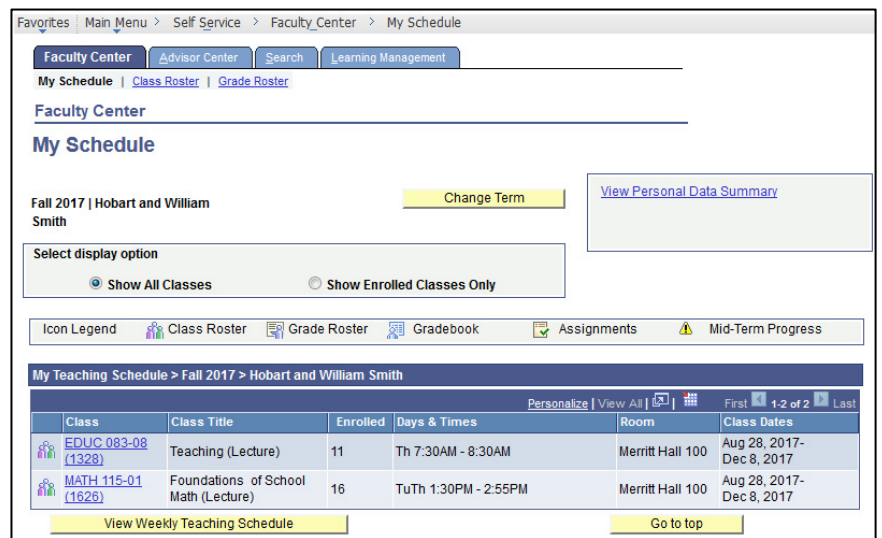 Favorites Main Menu > Self Service > Faculty Center > My Schedule
Faculty Center Advisor Center Search Learning Management
My Schedule | Class Roster | Grade Roster
Faculty Center
My Schedule
Fall 2017 | Hobart and William
Smith
Change Term
View Personal Data Summary
Select display option
Show All Classes Show Enrolled Classes Only
Icon Legend Class Roster Grade Roster Gradebook Assignments Mid-Term Progress
My Teaching Schedule > Fall 2017 > Hobart and William Smith
Personalize | View All | | First 1-2 of 2 Last
Class Class Title Enrolled Days & Times Room Class Dates
EDUC 083-08
(1328)
Teaching (Lecture) 11 Th 7:30AM - 8:30AM Merritt Hall 100
Aug 28, 2017-
Dec 8, 2017
MATH 115-01
(1626)
Foundations of School
Math (Lecture)
16 TuTh 1:30PM - 2:55PM Merritt Hall 100
Aug 28, 2017-
Dec 8, 2017
View Weekly Teaching Schedule Go to top